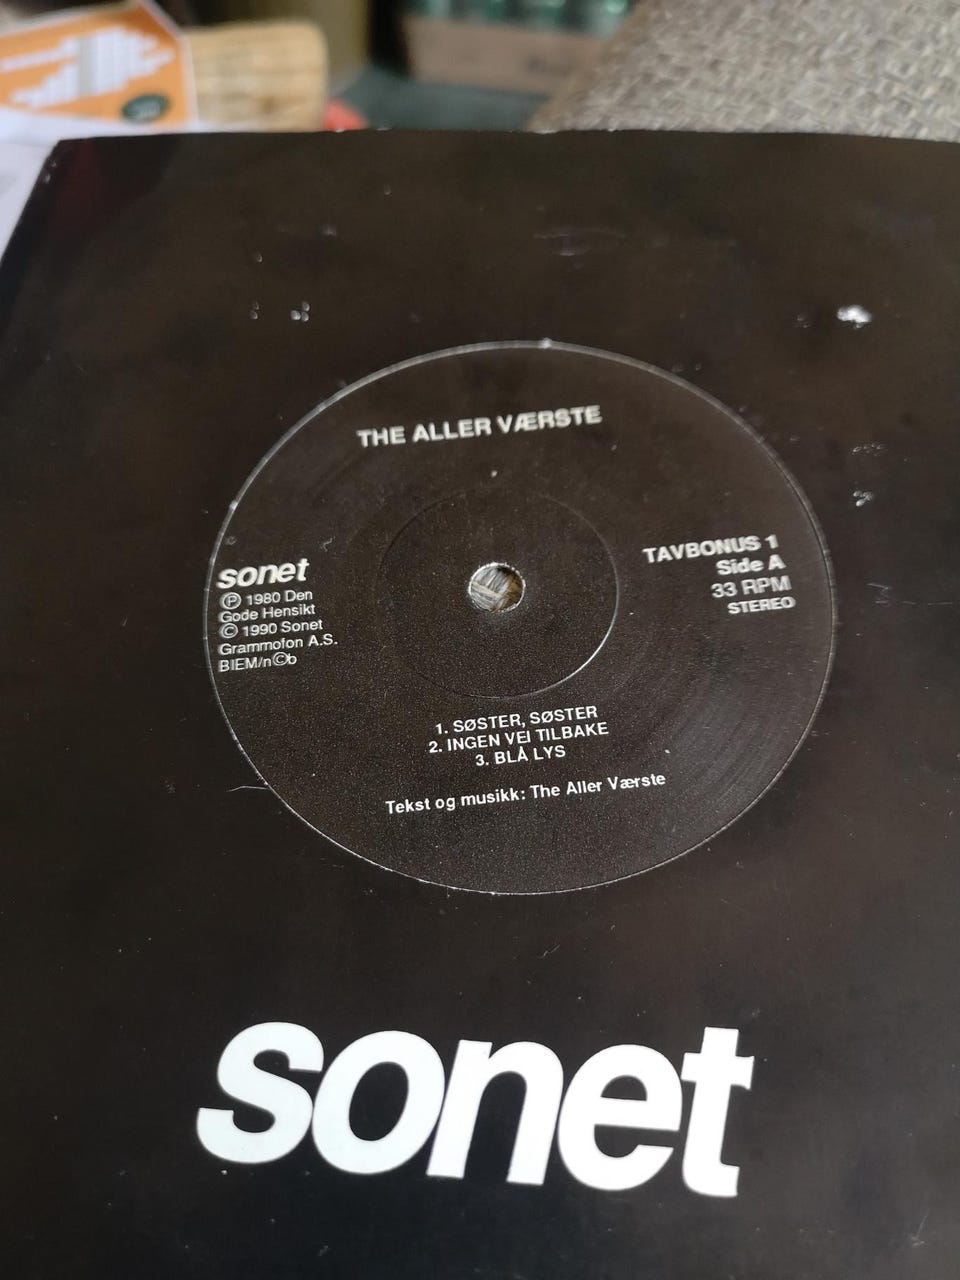 THE ALLER VÆRSTE
sonet
Ⓟ 1980 Den
Gode Hensikt
© 1990 Sonet
Grammofon A.S.
BIEM/n©b
TAVBONUS 1
Side A
33 RPM
STEREO
1. SØSTER, SØSTER
2. INGEN VEI TILBAKE
3. BLÅ LYS
Tekst og musikk: The Aller Værste
sonet